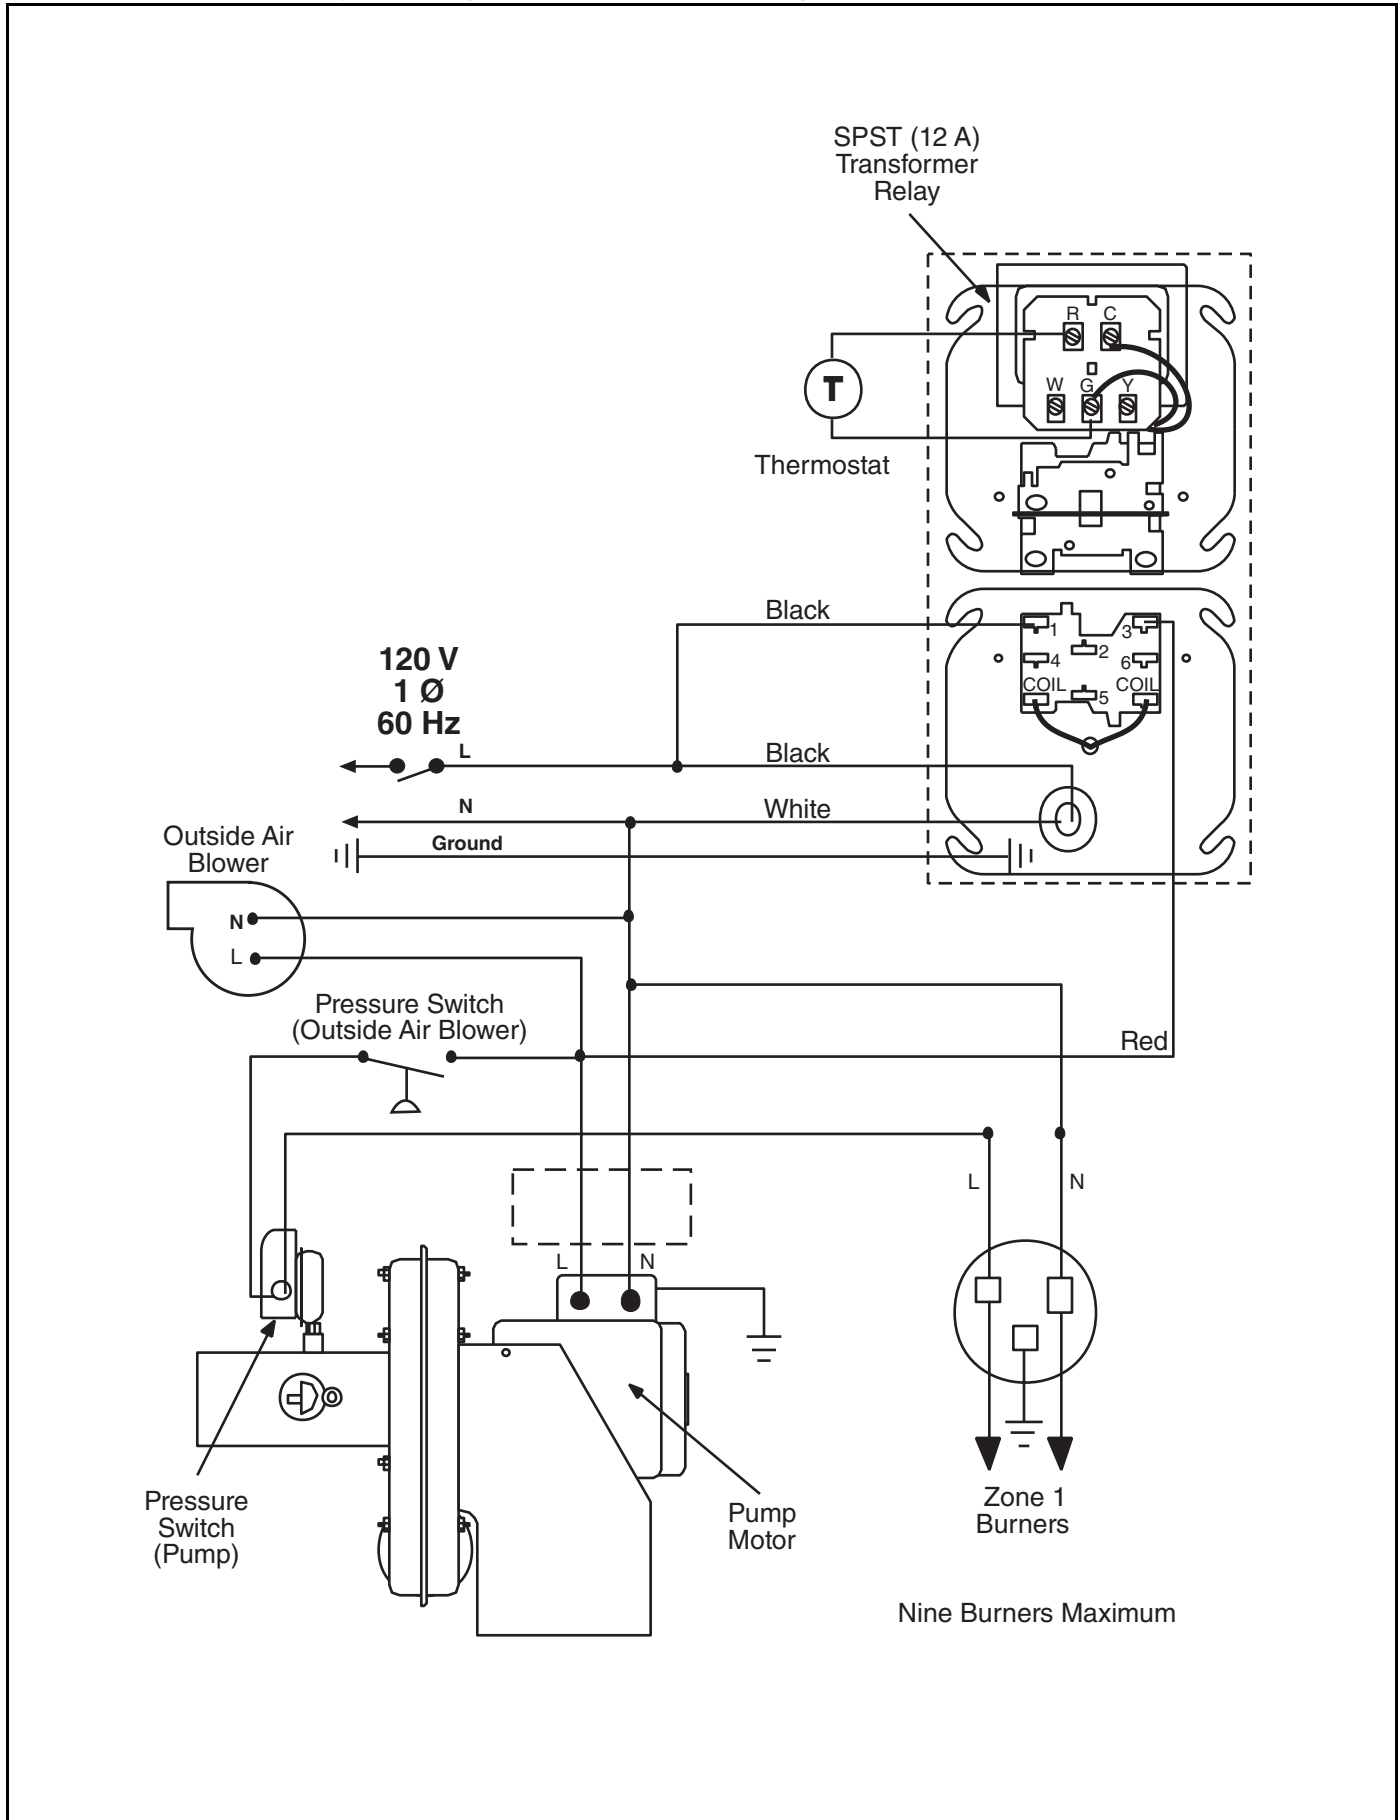 SPST (12 A)
Transformer
Relay
R C
W G Y
T
Thermostat
Black
1 3
2
4 6
COIL COIL
5
120 V
1 Ø
60 Hz
L
Black
N
White
Ground
Outside Air
Blower
N
L
Pressure Switch
(Outside Air Blower)
Red
L N
L N
Pressure
Switch
(Pump)
Pump
Motor
Zone 1
Burners
Nine Burners Maximum